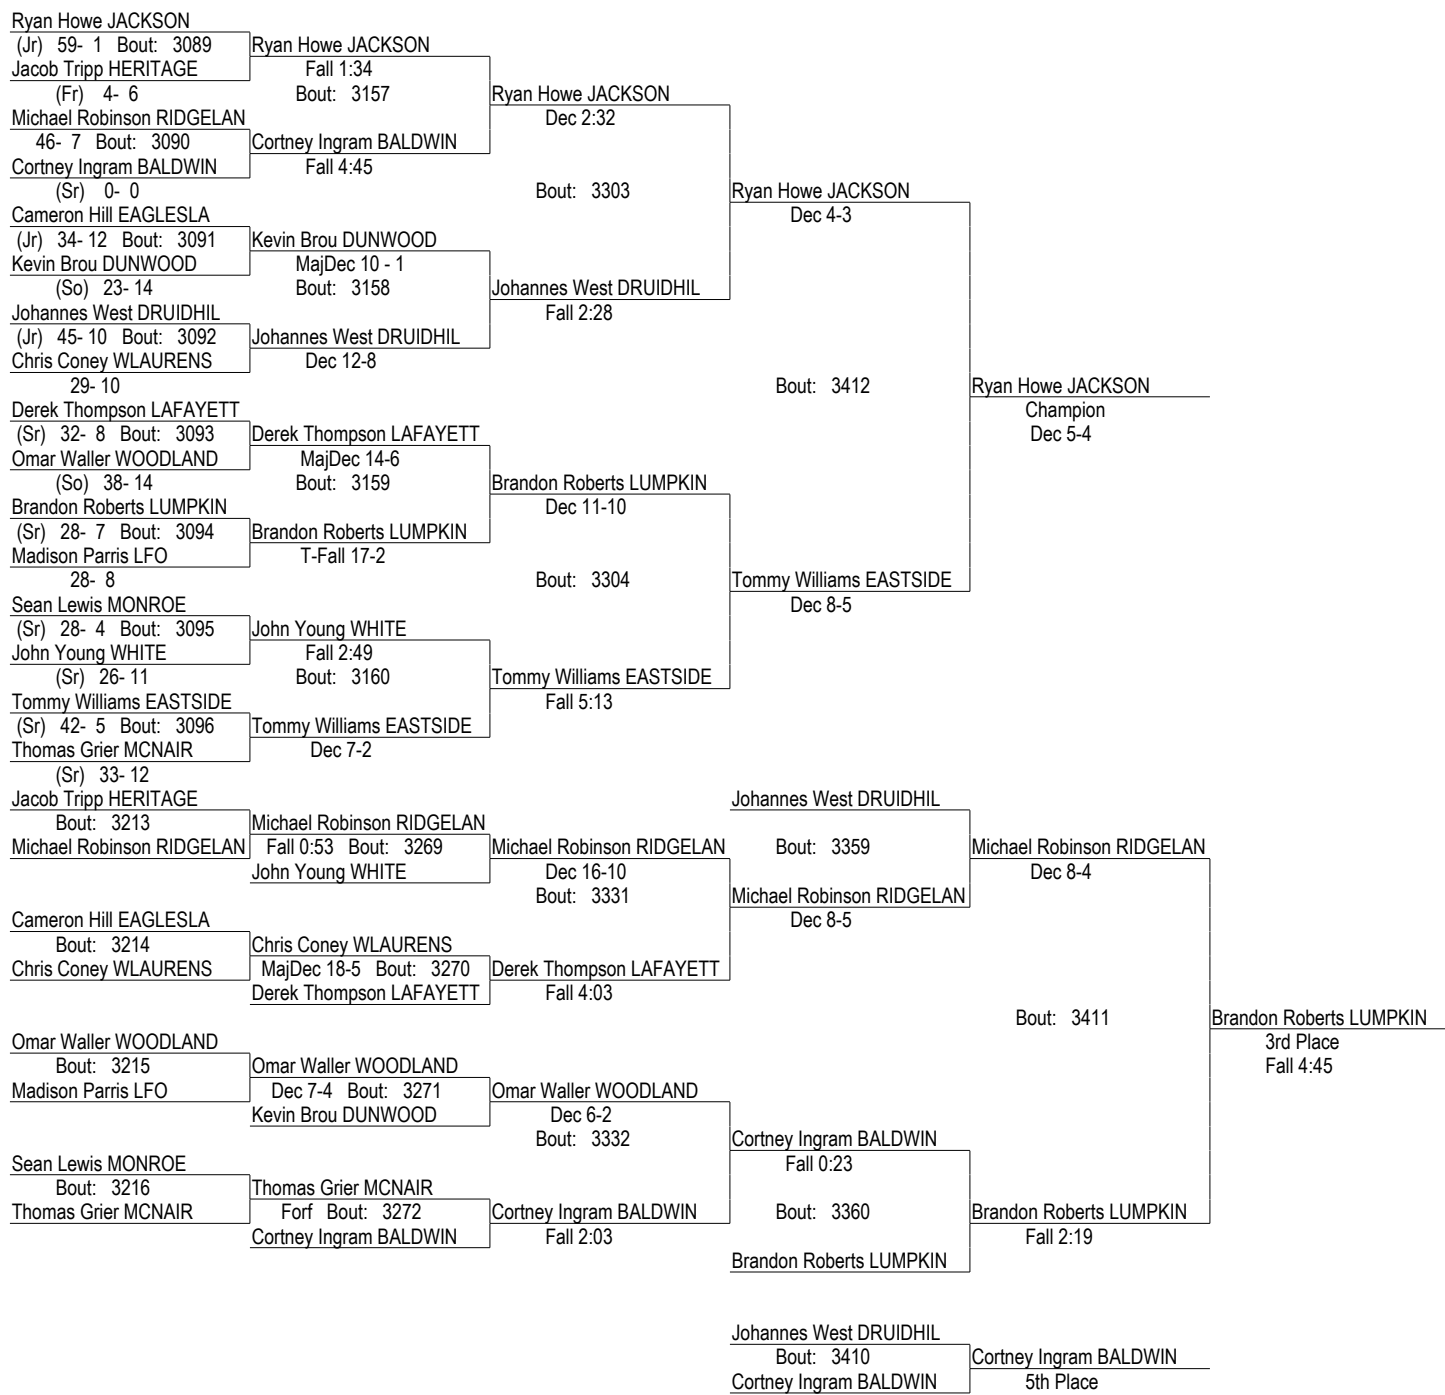 Ryan Howe JACKSON
(Jr) 59- 1 Bout: 3089 Ryan Howe JACKSON
Jacob Tripp HERITAGE Fall 1:34
(Fr) 4- 6 Bout: 3157 Ryan Howe JACKSON
Michael Robinson RIDGELAN Dec 2:32
46- 7 Bout: 3090 Cortney Ingram BALDWIN
Cortney Ingram BALDWIN Fall 4:45
(Sr) 0- 0 Bout: 3303 Ryan Howe JACKSON
Cameron Hill EAGLESLA Dec 4-3
(Jr) 34- 12 Bout: 3091 Kevin Brou DUNWOOD
Kevin Brou DUNWOOD MajDec 10 - 1
(So) 23- 14 Bout: 3158 Johannes West DRUIDHIL
Johannes West DRUIDHIL Fall 2:28
(Jr) 45- 10 Bout: 3092 Johannes West DRUIDHIL
Chris Coney WLAURENS Dec 12-8
29- 10 Bout: 3412 Ryan Howe JACKSON
Derek Thompson LAFAYETT Champion
(Sr) 32- 8 Bout: 3093 Derek Thompson LAFAYETT Dec 5-4
Omar Waller WOODLAND MajDec 14-6
(So) 38- 14 Bout: 3159 Brandon Roberts LUMPKIN
Brandon Roberts LUMPKIN Dec 11-10
(Sr) 28- 7 Bout: 3094 Brandon Roberts LUMPKIN
Madison Parris LFO T-Fall 17-2
28- 8 Bout: 3304 Tommy Williams EASTSIDE
Sean Lewis MONROE Dec 8-5
(Sr) 28- 4 Bout: 3095 John Young WHITE
John Young WHITE Fall 2:49
(Sr) 26- 11 Bout: 3160 Tommy Williams EASTSIDE
Tommy Williams EASTSIDE Fall 5:13
(Sr) 42- 5 Bout: 3096 Tommy Williams EASTSIDE
Thomas Grier MCNAIR Dec 7-2
(Sr) 33- 12
Jacob Tripp HERITAGE Johannes West DRUIDHIL
Bout: 3213 Michael Robinson RIDGELAN
Michael Robinson RIDGELAN Fall 0:53 Bout: 3269 Michael Robinson RIDGELAN Bout: 3359 Michael Robinson RIDGELAN
John Young WHITE Dec 16-10 Dec 8-4
Bout: 3331 Michael Robinson RIDGELAN
Cameron Hill EAGLESLA Dec 8-5
Bout: 3214 Chris Coney WLAURENS
Chris Coney WLAURENS MajDec 18-5 Bout: 3270 Derek Thompson LAFAYETT
Derek Thompson LAFAYETT Fall 4:03
Bout: 3411 Brandon Roberts LUMPKIN
Omar Waller WOODLAND 3rd Place
Bout: 3215 Omar Waller WOODLAND Fall 4:45
Madison Parris LFO Dec 7-4 Bout: 3271 Omar Waller WOODLAND
Kevin Brou DUNWOOD Dec 6-2
Bout: 3332 Cortney Ingram BALDWIN
Sean Lewis MONROE Fall 0:23
Bout: 3216 Thomas Grier MCNAIR
Thomas Grier MCNAIR Forf Bout: 3272 Cortney Ingram BALDWIN Bout: 3360 Brandon Roberts LUMPKIN
Cortney Ingram BALDWIN Fall 2:03 Fall 2:19
Brandon Roberts LUMPKIN
Johannes West DRUIDHIL
Bout: 3410 Cortney Ingram BALDWIN
Cortney Ingram BALDWIN 5th Place